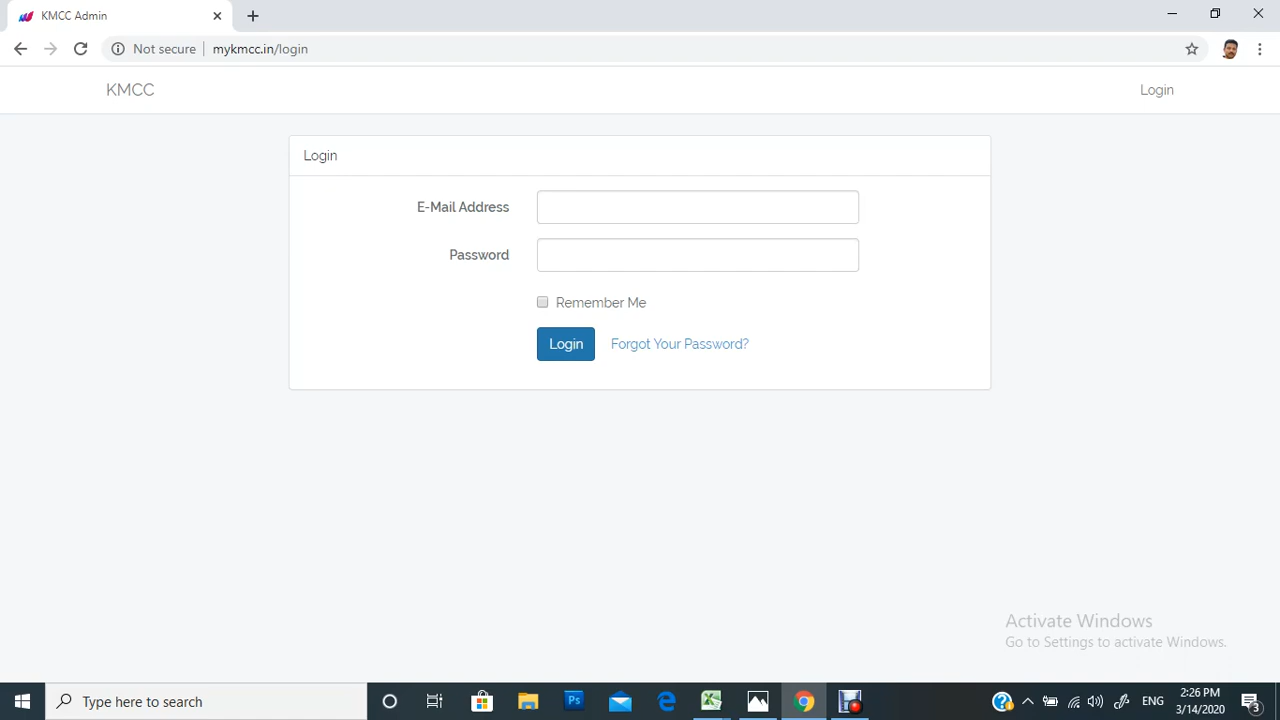 KMCC Admin
Not secure mykmcc.in/login
KMCC Login
Login
E-Mail Address
Password
Remember Me
Login Forgot Your Password?
Activate Windows
Go to Settings to activate Windows.
Type here to search
Ps
ENG
2:26 PM
3/14/2020
3